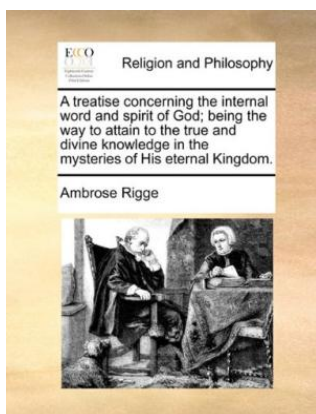 ECCO
Religion and Philosophy
A treatise concerning the internal
word and spirit of God; being the
way to attain to the true and
divine knowledge in the
mysteries of His eternal Kingdom.
Ambrose Rigge